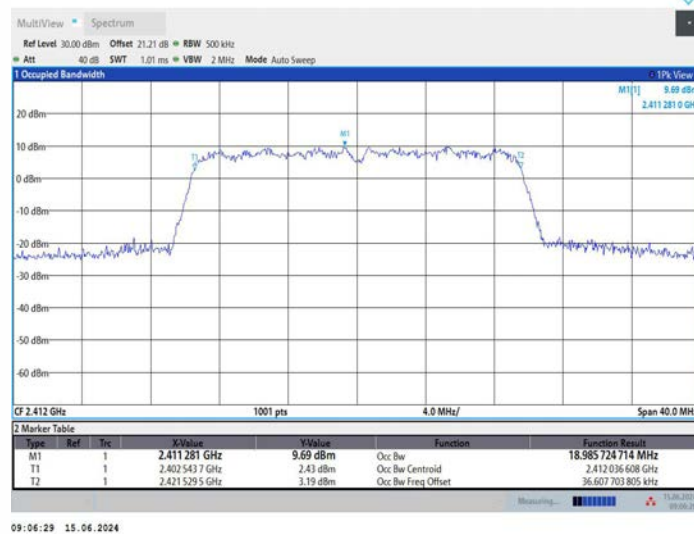 MultiView Spectrum
Ref Level 30.00 dBm Offset 21.21 dB RBW 500 kHz
Att 40 dB SWT 1.01 ms VBW 2 MHz Mode Auto Sweep
1 Occupied Bandwidth 1Pk View
M1[1] 9.69 dBm
2.411 281 0 GH
20 dBm
M1
10 dBm
T1 T2
0 dBm
-10 dBm
-20 dBm
-30 dBm
-40 dBm
-50 dBm
-60 dBm
CF 2.412 GHz 1001 pts 4.0 MHz/ Span 40.0 MH
2 Marker Table
Type Ref Trc X-Value Y-Value Function Function Result
M1 1 2.411 281 GHz 9.69 dBm Occ Bw 18.985 724 714 MHz
T1 1 2.402 543 7 GHz 2.43 dBm Occ Bw Centroid 2.412 036 608 GHz
T2 1 2.421 529 5 GHz 3.19 dBm Occ Bw Freq Offset 36.607 703 805 kHz
Measuring...
09:06:29 15.06.2024